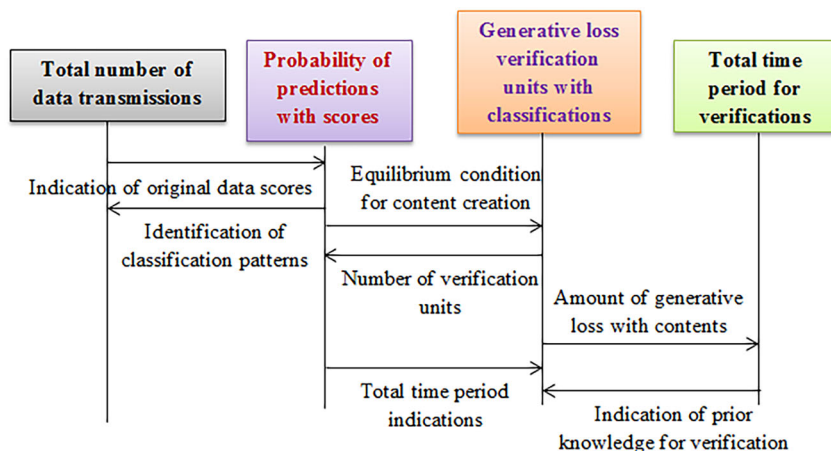 Total number of
data transmissions
Probability of
predictions
with scores
Generative loss
verification
units with
classifications
Total time
period for
verifications
Indication of original data scores
Equilibrium condition
for content creation
Identification of
classification patterns
Number of verification
units
Amount of generative
loss with contents
Total time period
indications
Indication of prior
knowledge for verification